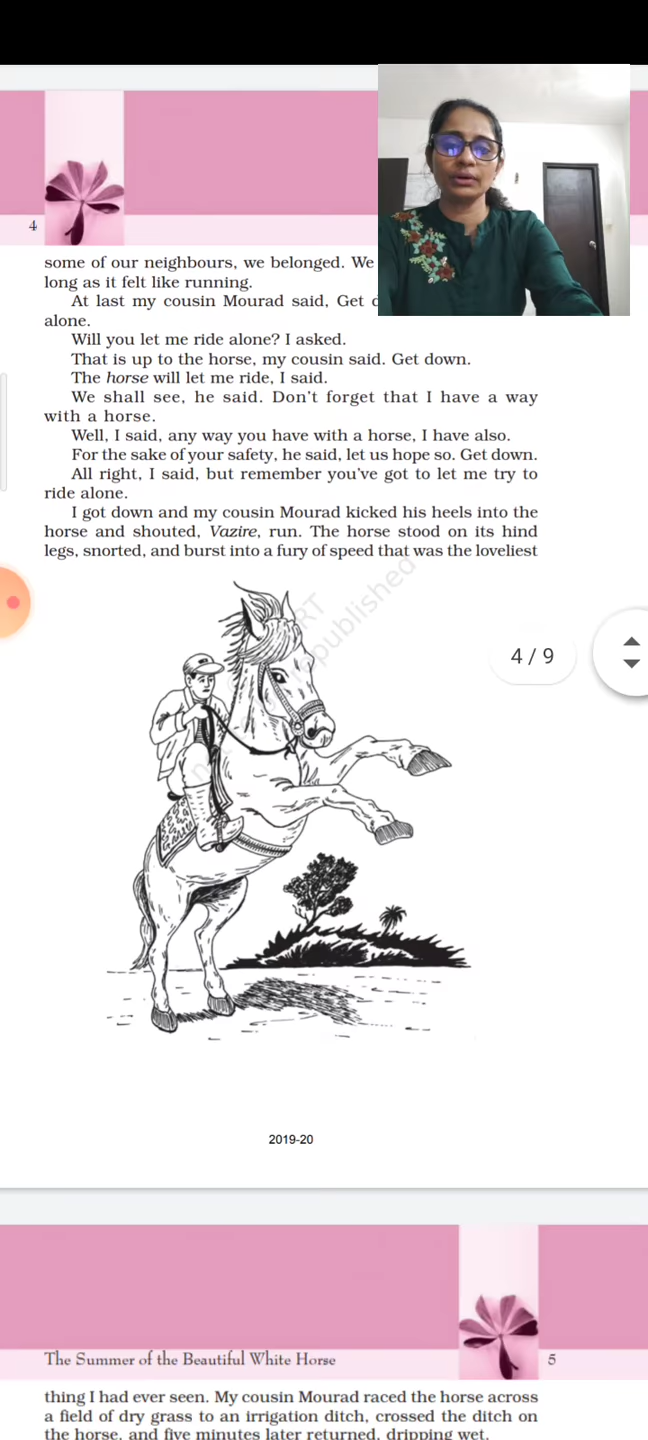 4
some of our neighbours, we belonged. We
long as it felt like running.
At last my cousin Mourad said, Get
alone.
Will you let me ride alone? I asked.
That is up to the horse, my cousin said. Get down.
The horse will let me ride, I said.
We shall see, he said. Don't forget that I have a way
with a horse.
Well, I said, any way you have with a horse, I have also.
For the sake of your safety, he said, let us hope so. Get down.
All right, I said, but remember you've got to let me try to
ride alone.
I got down and my cousin Mourad kicked his heels into the
horse and shouted, Vazire, run. The horse stood on its hind
legs, snorted, and burst into a fury of speed that was the loveliest
4 / 9
2019-20
The Summer of the Beautiful White Horse
5
thing I had ever seen. My cousin Mourad raced the horse across
a field of dry grass to an irrigation ditch, crossed the ditch on
the horse, and five minutes later returned, dripping wet.